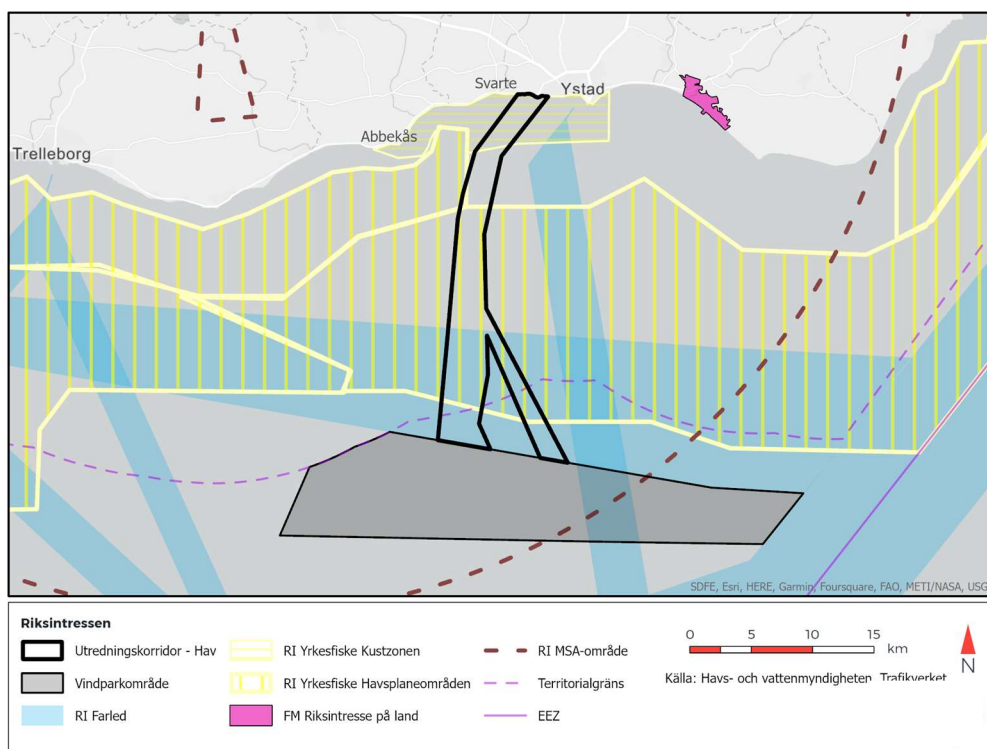 Svarte
Ystad
Abbekås
Trelleborg
SDFE, Esri, HERE, Garmin, Foursquare, FAO, METI/NASA, USG
Riksintressen
Utredningskorridor - Hav
Vindparkområde
RI Farled
RI Yrkesfiske Kustzonen
RI Yrkesfiske Havsplaneområden
FM Riksintresse på land
RI MSA-område
Territorialgräns
EEZ
0 5 10 15
km
N
Källa: Havs- och vattenmyndigheten, Trafikverket